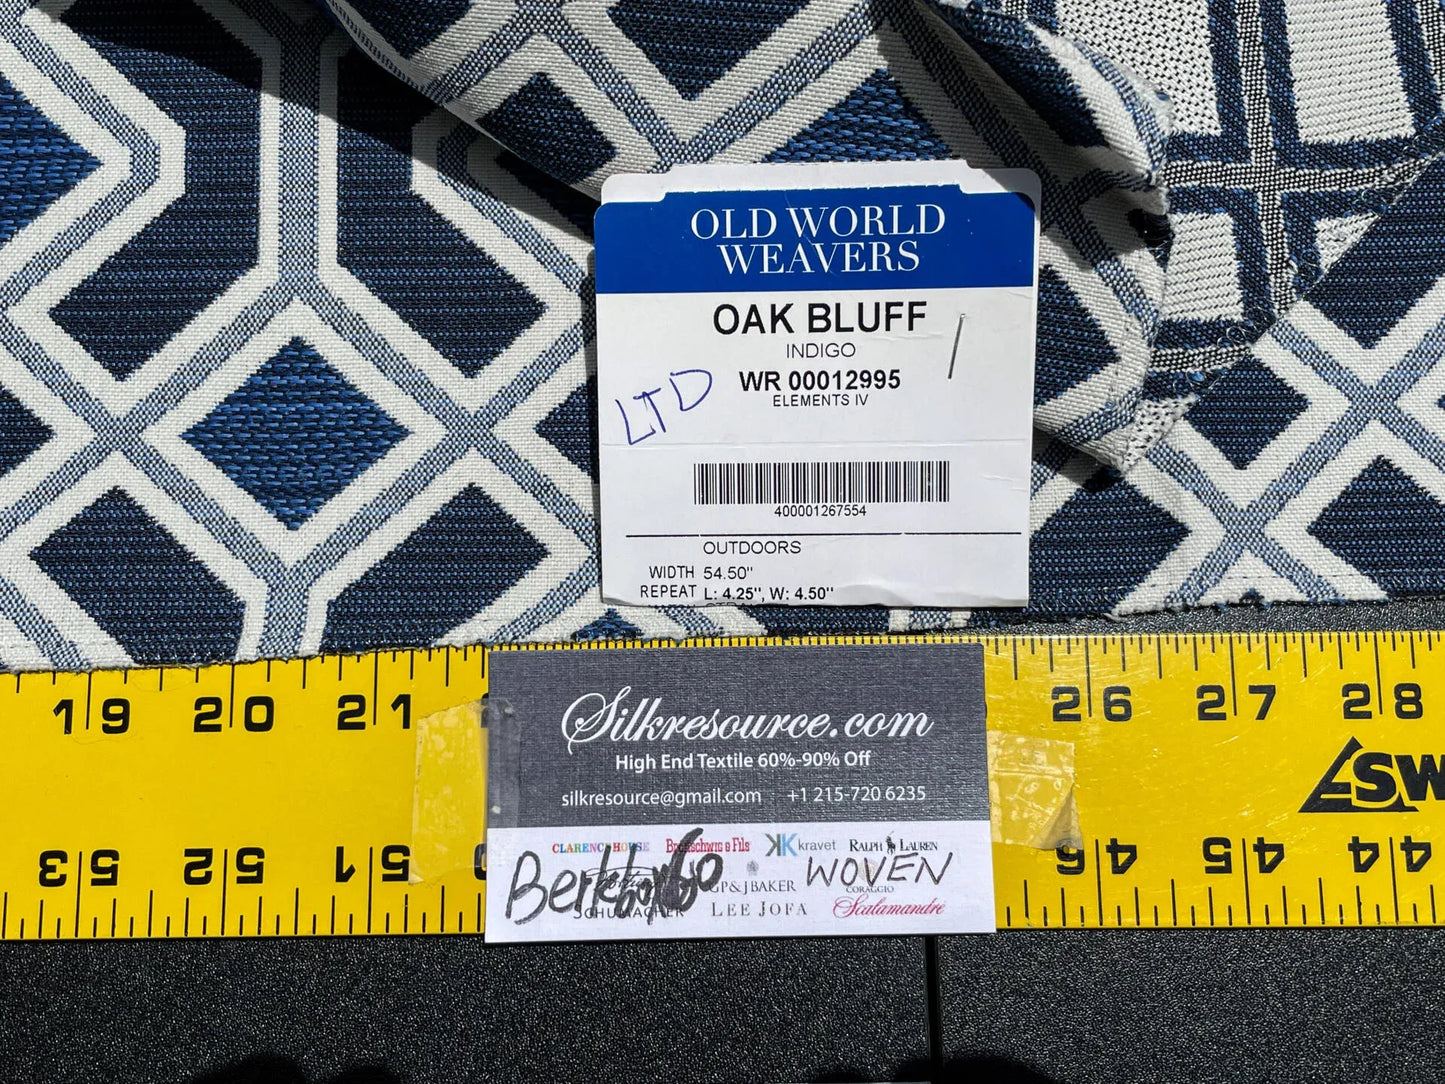 OLD WORLD
WEAVERS
OAK BLUFF
INDIGO
LTD
WR 00012995
ELEMENTS IV
400001267554
OUTDOORS
WIDTH 54.50"
REPEAT L: 4.25", W: 4.50"
19 20 21 26 27 28
Silkresource.com
High End Textile 60%-90% Off
silkresource@gmail.com +1 215-720 6235
SW
CLARENCE HOUSE Brunschwig & Fils kravet RALPH LAUREN
WOVEN
GP & J BAKER CORAGGIO
SCHUMACHER LEE JOFA Scalamandré
53 52 51 46 45 44